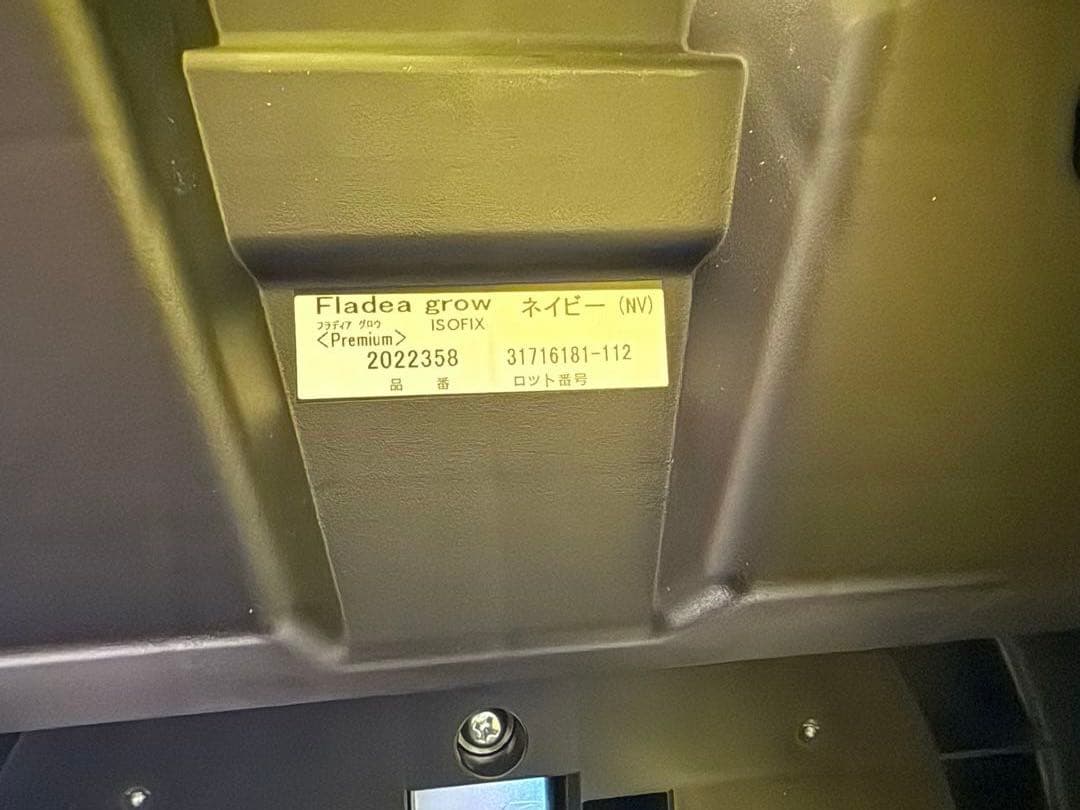 Fladea grow ネイビー (NV)
フラディア グロウ ISOFIX
<Premium>
2022358 31716181-112
品 番 ロット番号